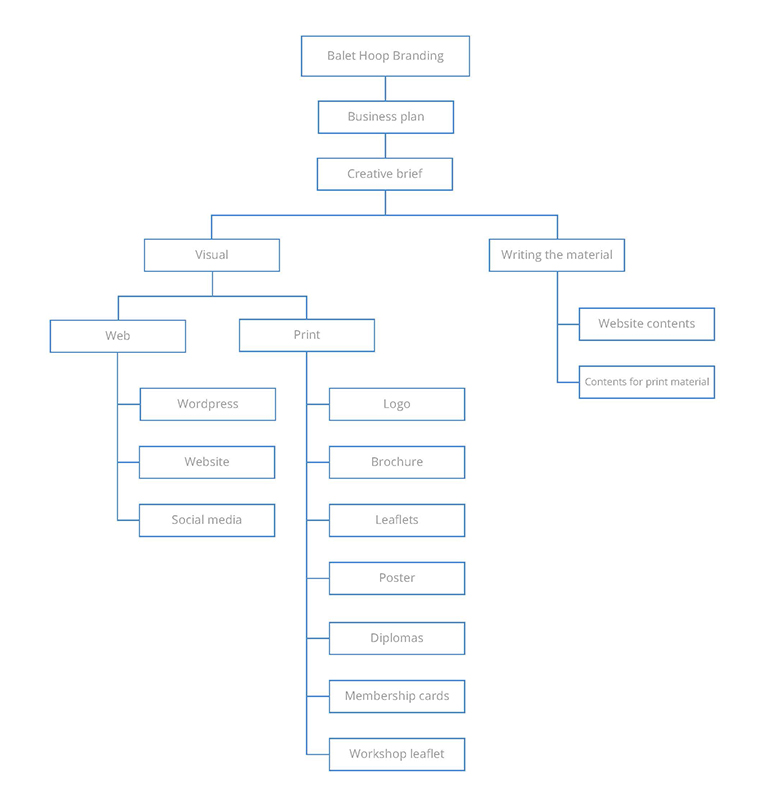 Balet Hoop Branding
Business plan
Creative brief
Visual
Writing the material
Web
Print
Website contents
Contents for print material
Wordpress
Website
Social media
Logo
Brochure
Leaflets
Poster
Diplomas
Membership cards
Workshop leaflet